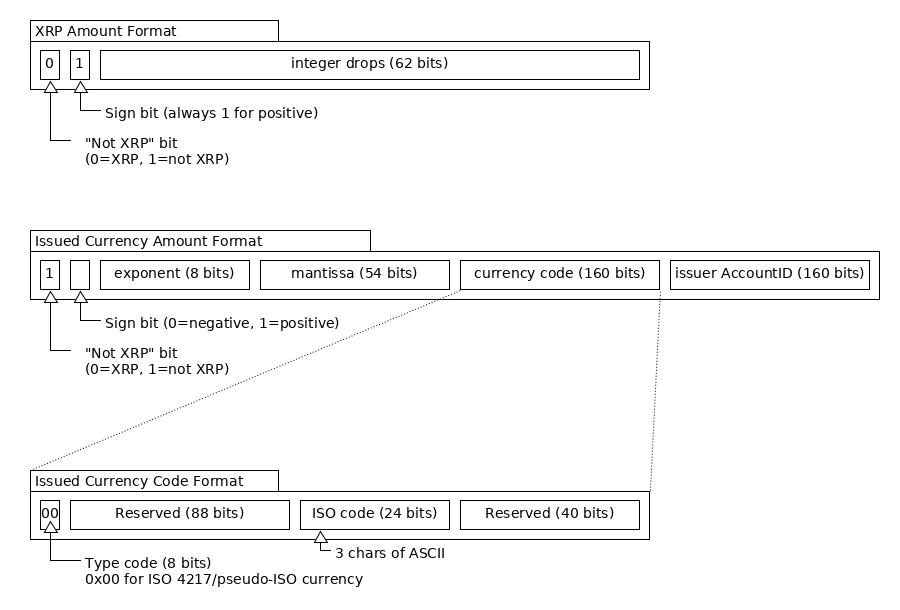 XRP Amount Format
0 1 integer drops (62 bits)
Sign bit (always 1 for positive)
"Not XRP" bit
(0=XRP, 1=not XRP)
Issued Currency Amount Format
1 exponent (8 bits) mantissa (54 bits) currency code (160 bits) issuer AccountID (160 bits)
Sign bit (0=negative, 1=positive)
"Not XRP" bit
(0=XRP, 1=not XRP)
Issued Currency Code Format
00 Reserved (88 bits) ISO code (24 bits) Reserved (40 bits)
3 chars of ASCII
Type code (8 bits)
0x00 for ISO 4217/pseudo-ISO currency